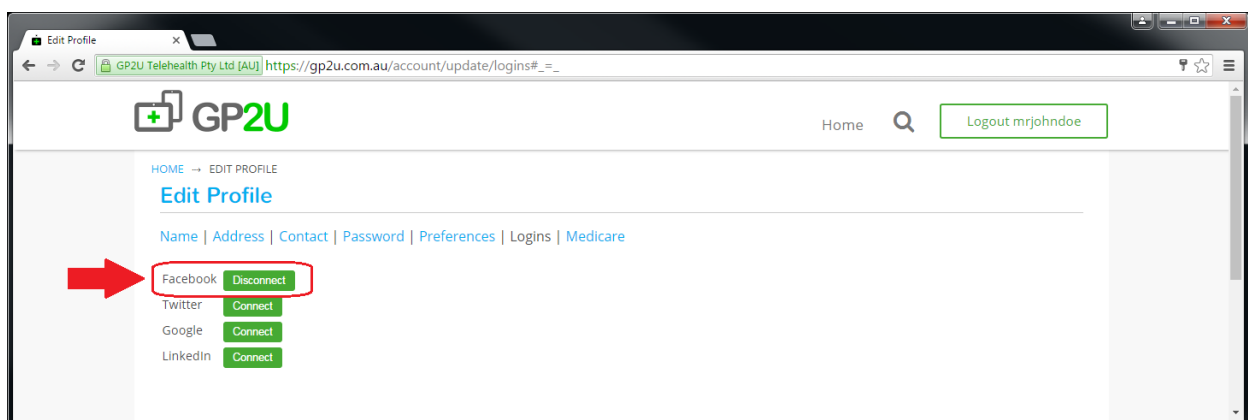 Edit Profile
GP2U Telehealth Pty Ltd [AU] https://gp2u.com.au/account/update/logins#_=_
GP2U
Home
Logout mrjohndoe
HOME → EDIT PROFILE
Edit Profile
Name | Address | Contact | Password | Preferences | Logins | Medicare
Facebook Disconnect
Twitter Connect
Google Connect
LinkedIn Connect